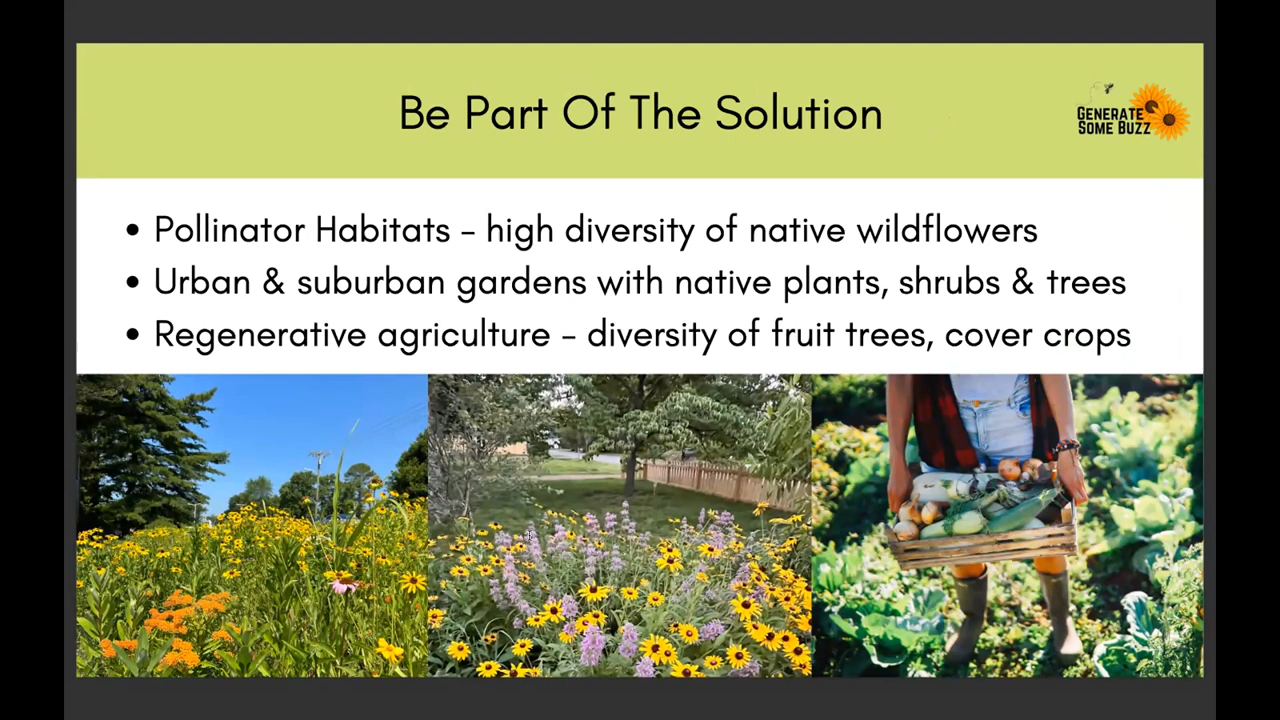 Be Part Of The Solution
GENERATE
SOME BUZZ
• Pollinator Habitats - high diversity of native wildflowers
• Urban & suburban gardens with native plants, shrubs & trees
• Regenerative agriculture - diversity of fruit trees, cover crops